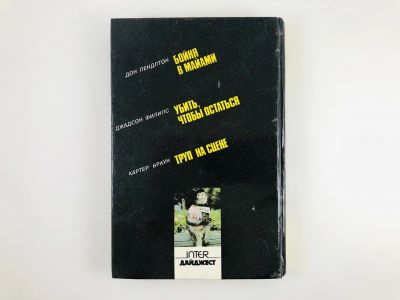 ДОН ПЕНДЛТОН БОЙНЯ
В МАЙАМИ
ДЖАДСОН ФИЛИПС УБИТЬ,
ЧТОБЫ ОСТАТЬСЯ
КАРТЕР БРАУН ТРУП НА СЦЕНЕ
INTER
ДАЙДЖЕСТ